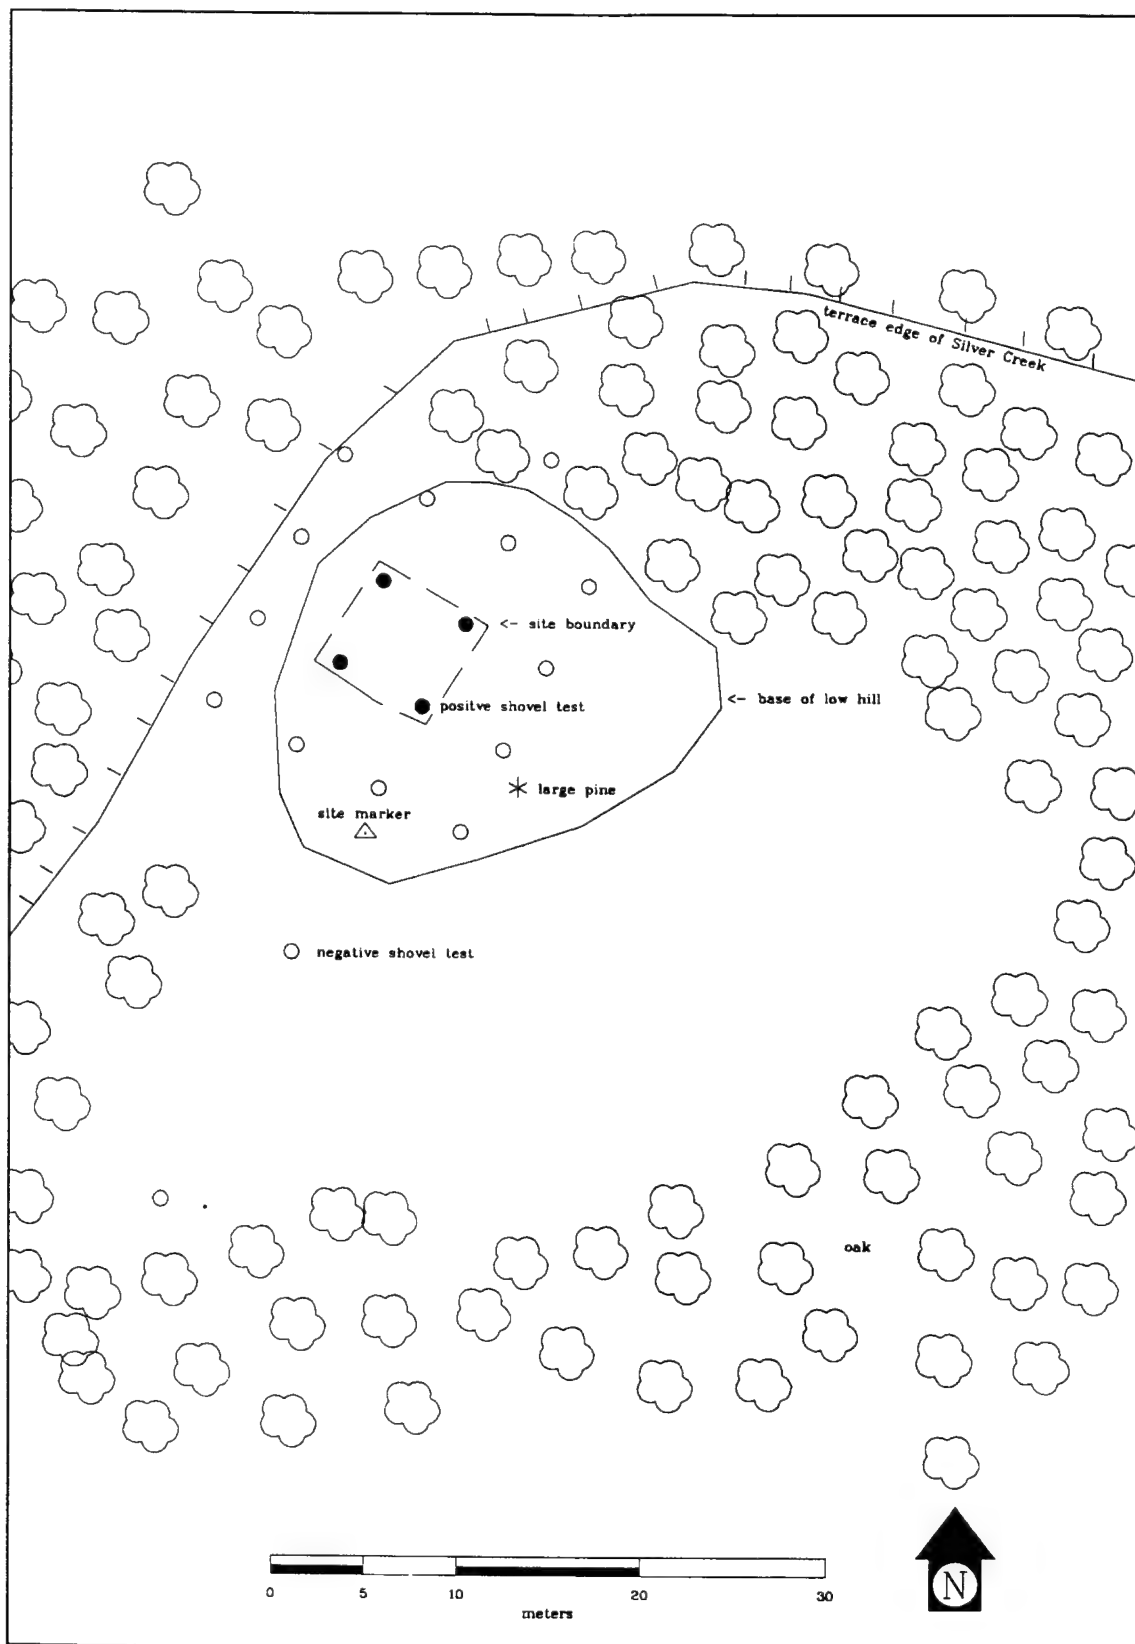 terrace edge of Silver Creek
<- site boundary
<- base of low hill
positve shovel test
large pine
site marker
negative shovel test
oak
0 5 10 20 30
meters
N